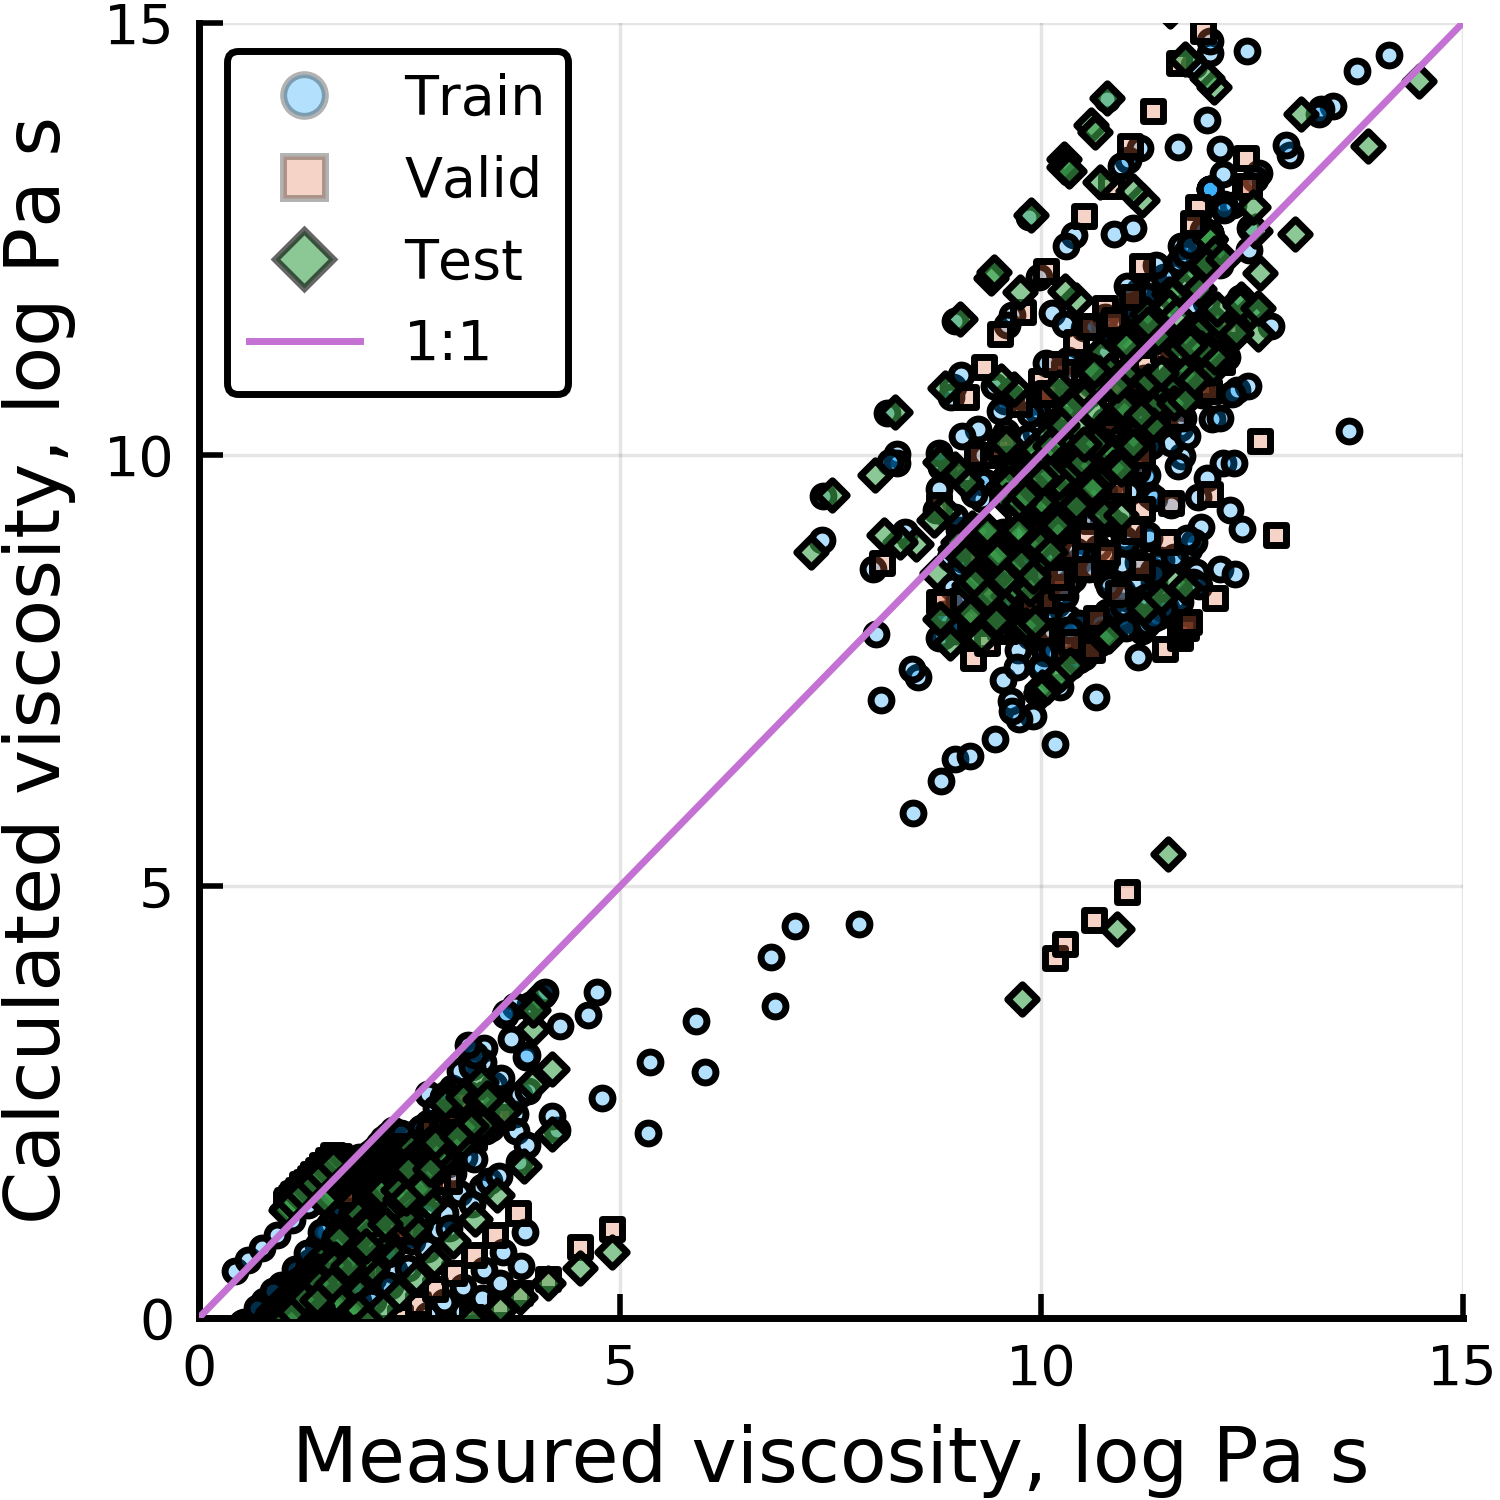 15
10
5
0
Calculated viscosity, log Pa s
Train
Valid
Test
1:1
0 5 10 15
Measured viscosity, log Pa s